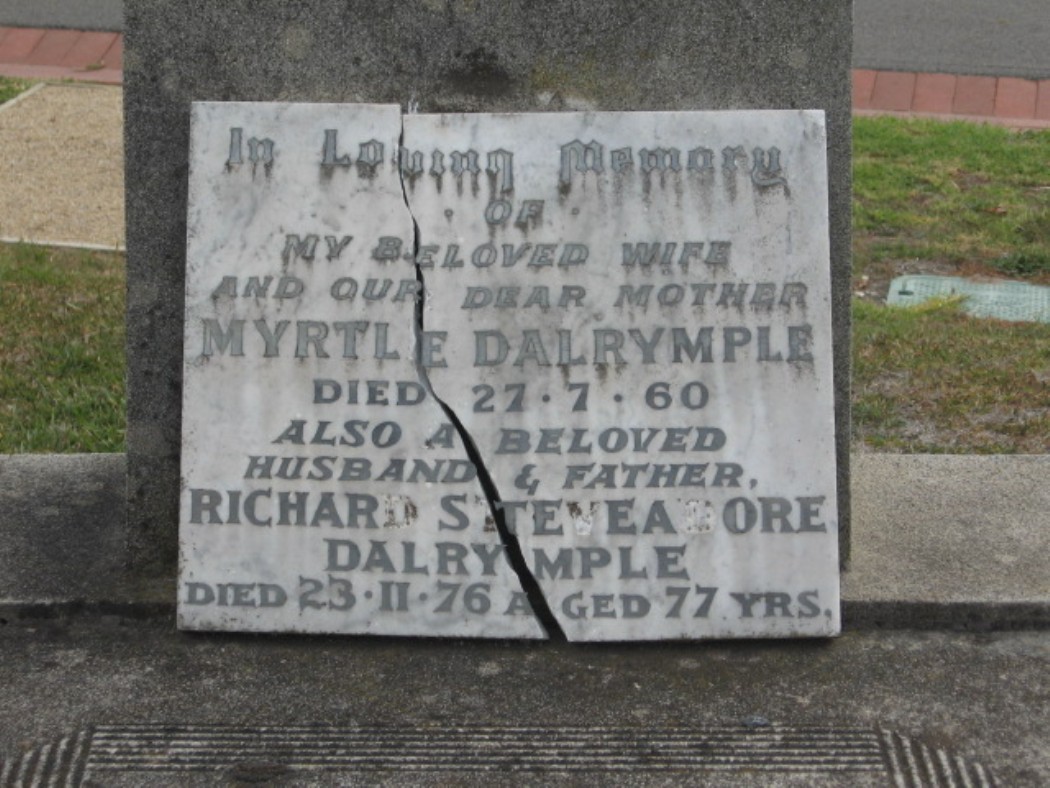 In Loving Memory
OF
MY BELOVED WIFE
AND OUR DEAR MOTHER
MYRTLE DALRYMPLE
DIED 27·7·60
ALSO A BELOVED
HUSBAND & FATHER,
RICHARD STEVEADORE
DALRYMPLE
DIED 23·11·76 AGED 77 YRS.